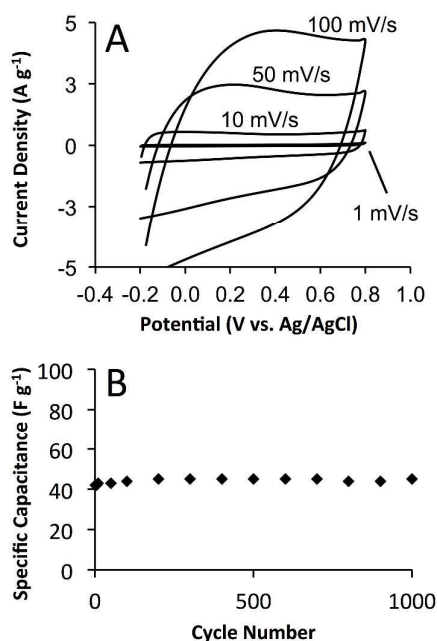 A
Current Density (A g⁻¹)
5
3
0
-3
-5
100 mV/s
50 mV/s
10 mV/s
1 mV/s
-0.4 -0.2 0.0 0.2 0.4 0.6 0.8 1.0
Potential (V vs. Ag/AgCl)
B
Specific Capacitance (F g⁻¹)
100
80
60
40
20
0
0 500 1000
Cycle Number